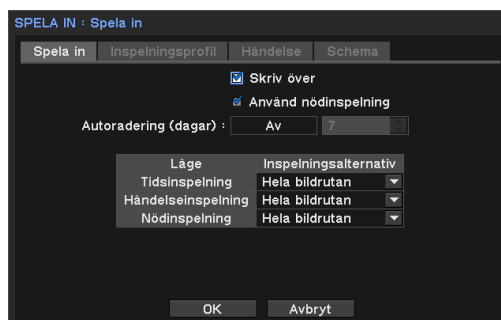 SPELA IN : Spela in
Spela in Inspelningsprofil Händelse Schema
Skriv över
Använd nödinspelning
Autoradering (dagar) : Av 7
Läge Inspelningsalternativ
Tidsinspelning Hela bildrutan
Händelseinspelning Hela bildrutan
Nödinspelning Hela bildrutan
OK Avbryt